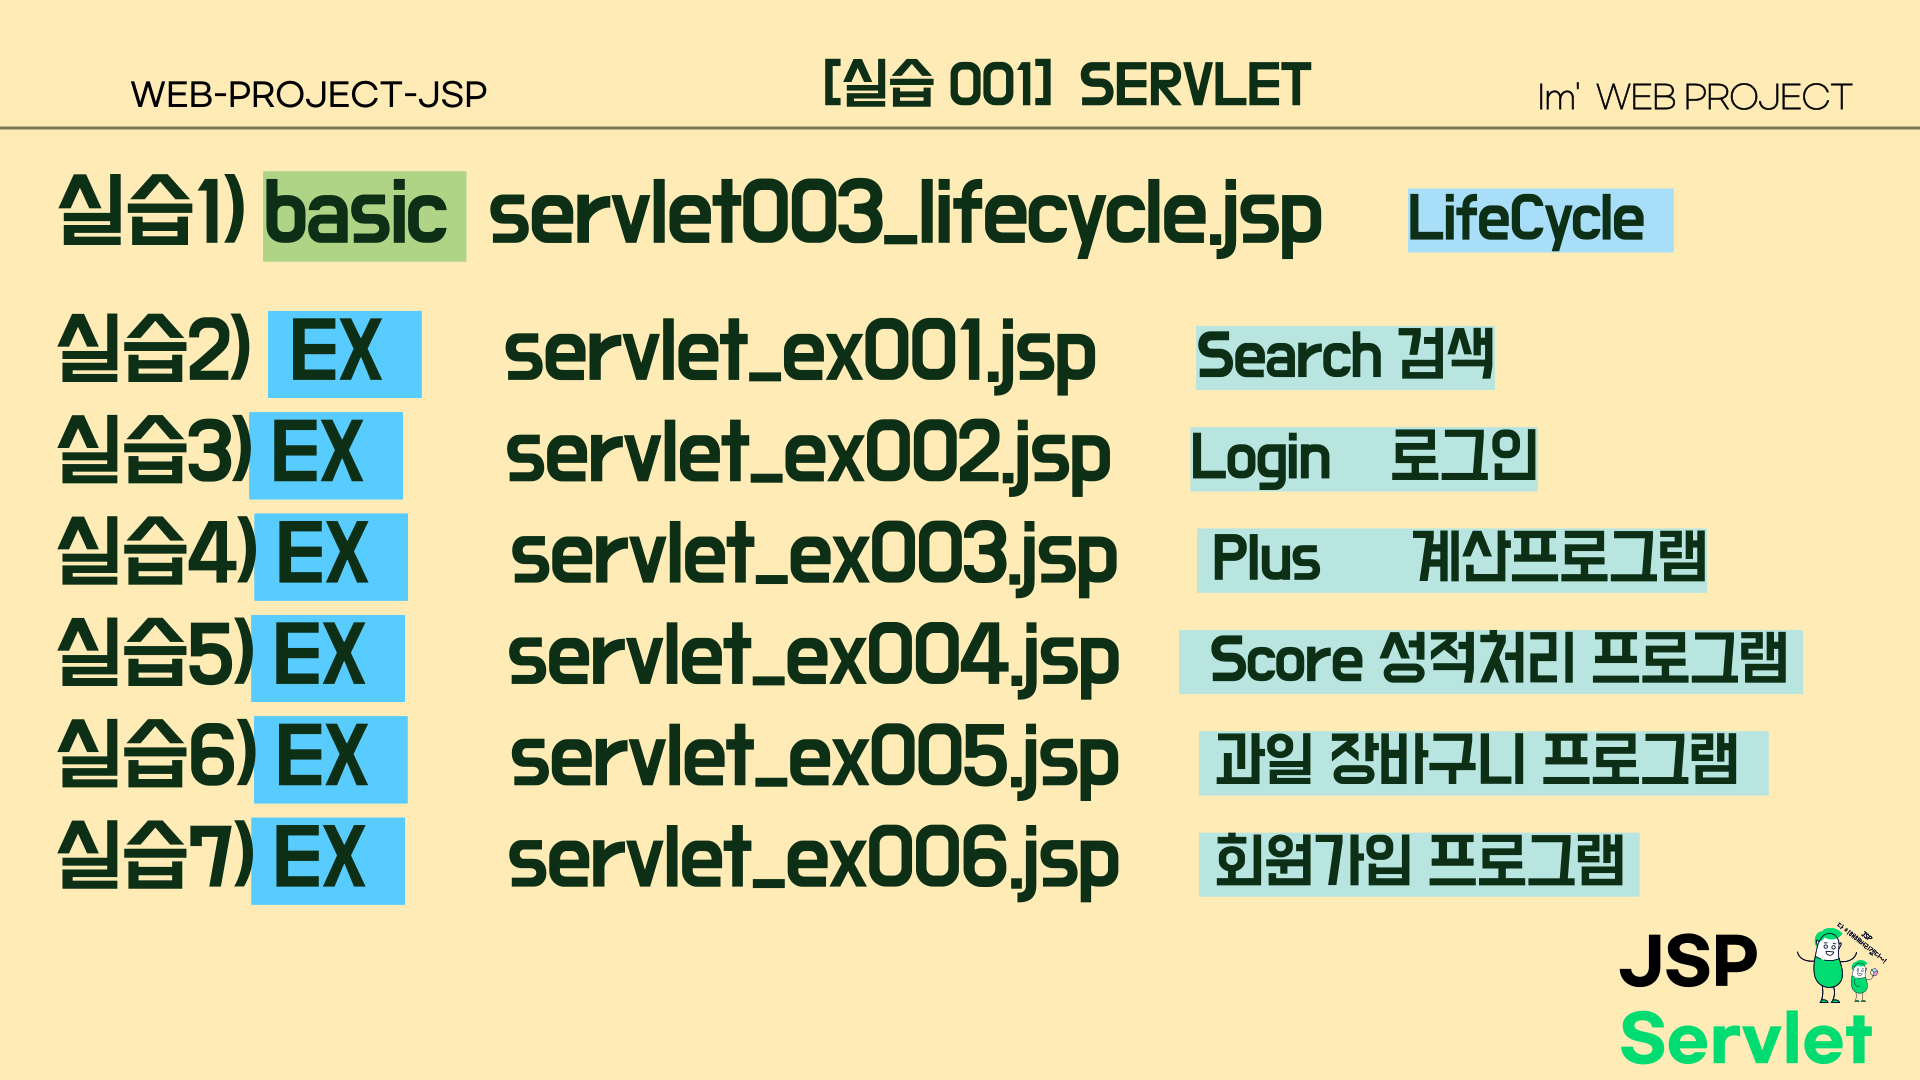 WEB-PROJECT-JSP
[실습 001] SERVLET
Im' WEB PROJECT
실습1) basic servlet003_lifecycle.jsp LifeCycle
실습2) EX servlet_ex001.jsp Search 검색
실습3) EX servlet_ex002.jsp Login 로그인
실습4) EX servlet_ex003.jsp Plus 계산프로그램
실습5) EX servlet_ex004.jsp Score 성적처리 프로그램
실습6) EX servlet_ex005.jsp 과일 장바구니 프로그램
실습7) EX servlet_ex006.jsp 회원가입 프로그램
JSP
JSP
Servlet